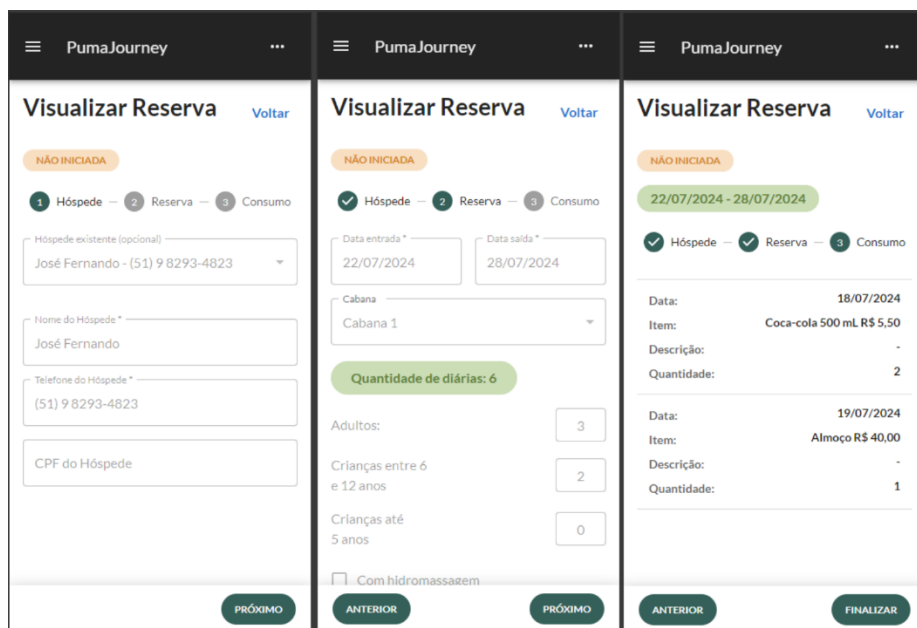 PumaJourney
Visualizar Reserva
Voltar
NÃO INICIADA
1 Hóspede — 2 Reserva — 3 Consumo
Hóspede existente (opcional)
José Fernando - (51) 9 8293-4823
Nome do Hóspede *
José Fernando
Telefone do Hóspede *
(51) 9 8293-4823
CPF do Hóspede
PRÓXIMO
PumaJourney
Visualizar Reserva
Voltar
NÃO INICIADA
Hóspede — 2 Reserva — 3 Consumo
Data entrada *
22/07/2024
Data saída *
28/07/2024
Cabana
Cabana 1
Quantidade de diárias: 6
Adultos:
3
Crianças entre 6
e 12 anos
2
Crianças até
5 anos
0
Com hidromassagem
ANTERIOR
PRÓXIMO
PumaJourney
Visualizar Reserva
Voltar
NÃO INICIADA
22/07/2024 - 28/07/2024
Hóspede — Reserva — 3 Consumo
Data: 18/07/2024
Item: Coca-cola 500 mL R$ 5,50
Descrição: -
Quantidade: 2
Data: 19/07/2024
Item: Almoço R$ 40,00
Descrição: -
Quantidade: 1
ANTERIOR
FINALIZAR